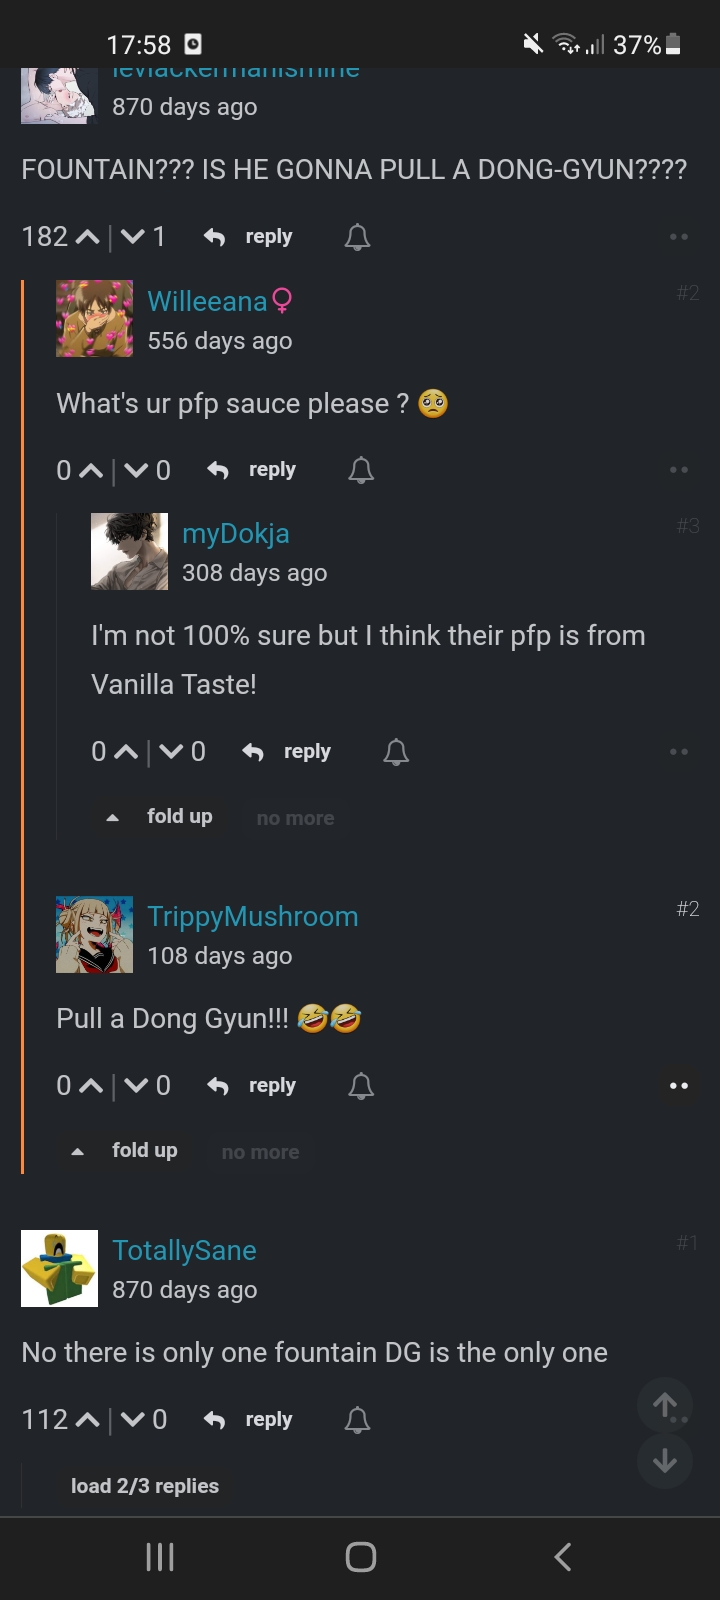 17:58
37%
leviackermanismine
870 days ago
FOUNTAIN??? IS HE GONNA PULL A DONG-GYUN????
182 | 1 reply
#2
Willeeana♀
556 days ago
What's ur pfp sauce please ? 🥺
0 | 0 reply
#3
myDokja
308 days ago
I'm not 100% sure but I think their pfp is from
Vanilla Taste!
0 | 0 reply
fold up no more
#2
TrippyMushroom
108 days ago
Pull a Dong Gyun!!! 🤣🤣
0 | 0 reply
fold up no more
#1
TotallySane
870 days ago
No there is only one fountain DG is the only one
112 | 0 reply
load 2/3 replies